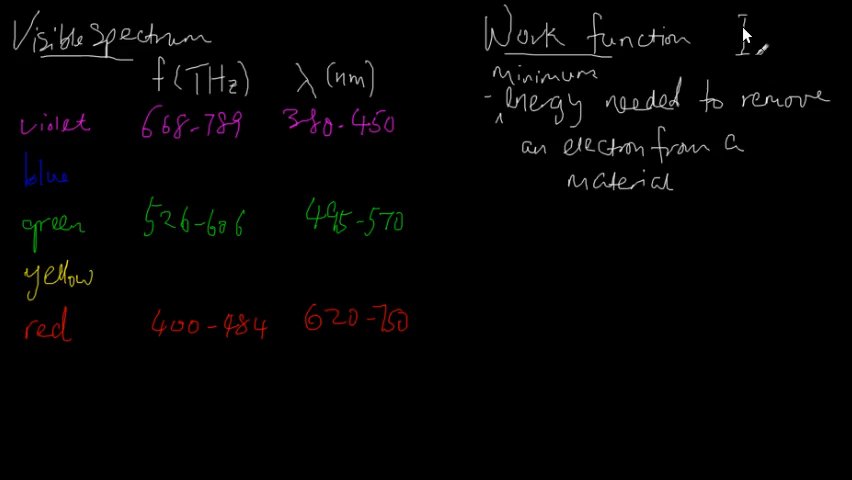 Visible Spectrum
f (THz) λ (nm)
violet 668-789 380-450
blue
green 526-606 495-570
yellow
red 400-484 620-750
Work function
minimum
- energy needed to remove
an electron from a
material